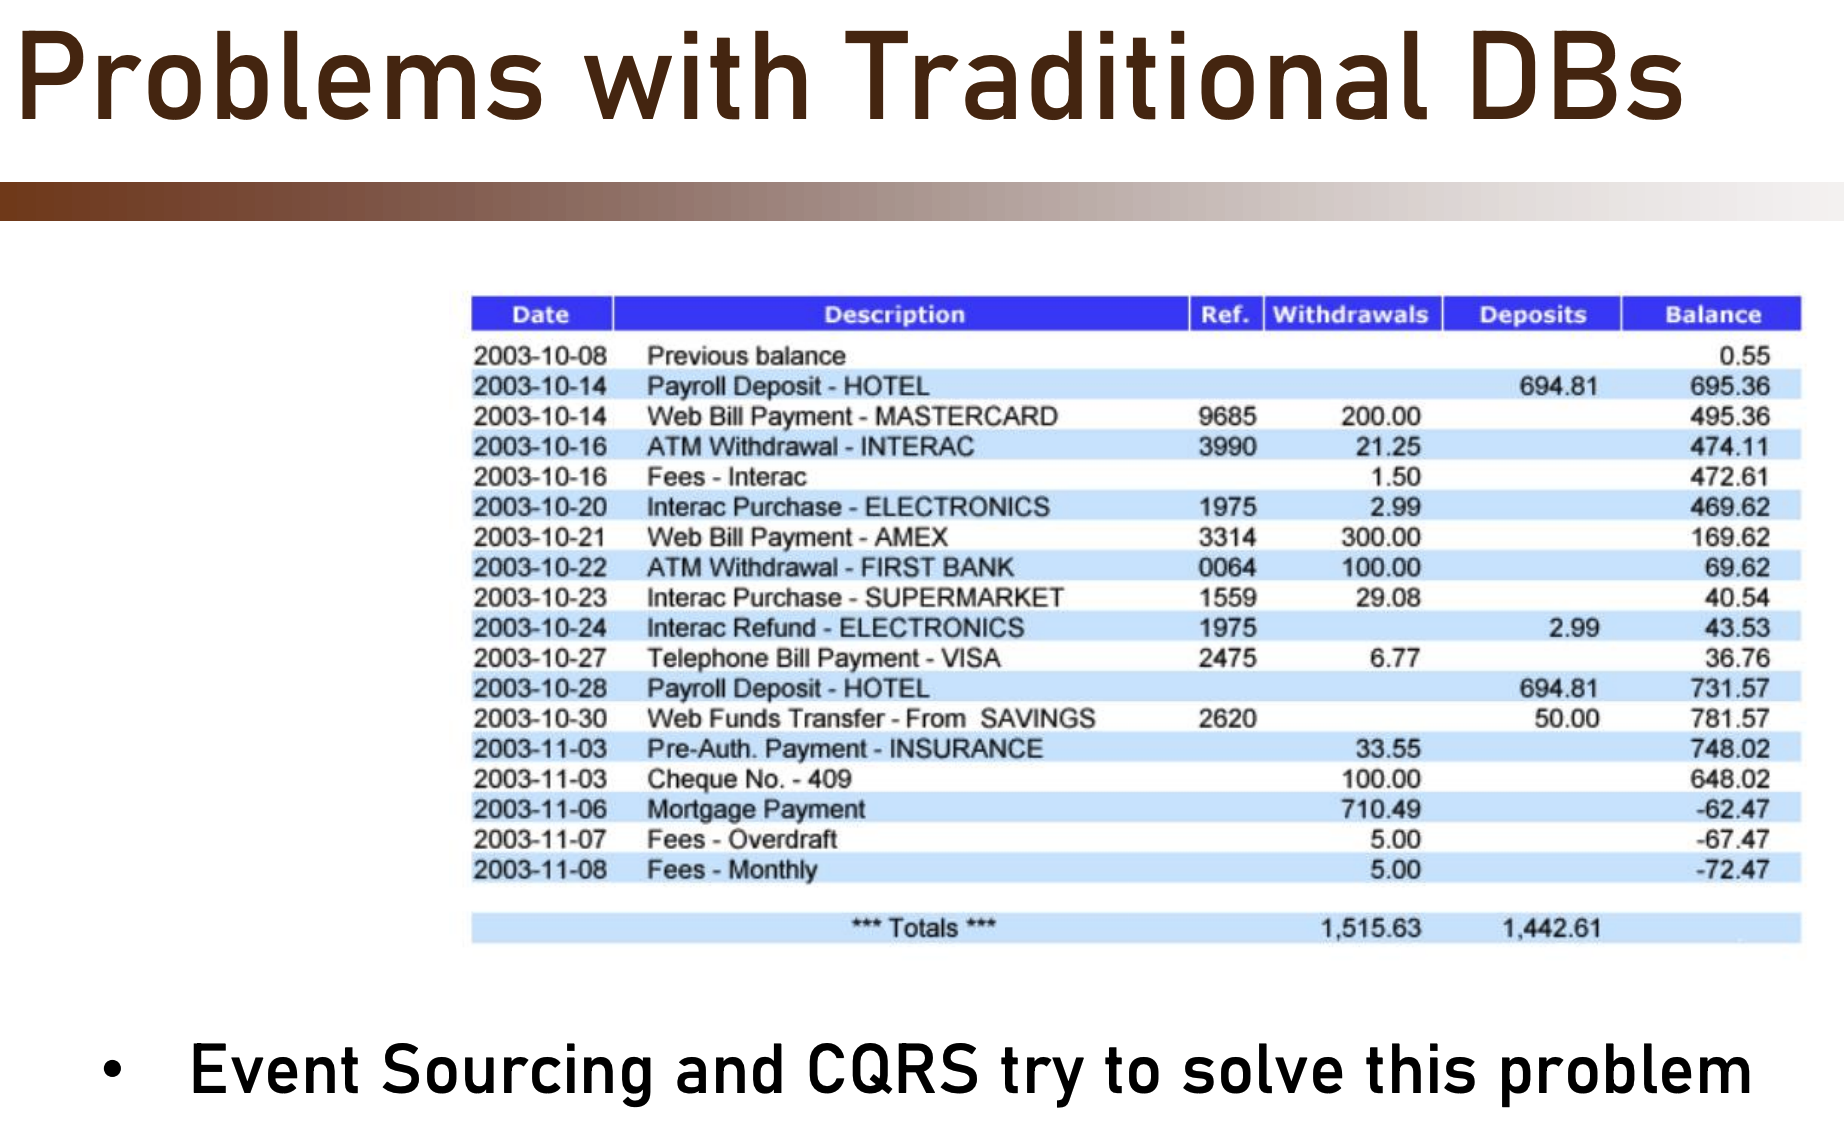 Problems with Traditional DBs
Date Description Ref. Withdrawals Deposits Balance
2003-10-08 Previous balance 0.55
2003-10-14 Payroll Deposit - HOTEL 694.81 695.36
2003-10-14 Web Bill Payment - MASTERCARD 9685 200.00 495.36
2003-10-16 ATM Withdrawal - INTERAC 3990 21.25 474.11
2003-10-16 Fees - Interac 1.50 472.61
2003-10-20 Interac Purchase - ELECTRONICS 1975 2.99 469.62
2003-10-21 Web Bill Payment - AMEX 3314 300.00 169.62
2003-10-22 ATM Withdrawal - FIRST BANK 0064 100.00 69.62
2003-10-23 Interac Purchase - SUPERMARKET 1559 29.08 40.54
2003-10-24 Interac Refund - ELECTRONICS 1975 2.99 43.53
2003-10-27 Telephone Bill Payment - VISA 2475 6.77 36.76
2003-10-28 Payroll Deposit - HOTEL 694.81 731.57
2003-10-30 Web Funds Transfer - From SAVINGS 2620 50.00 781.57
2003-11-03 Pre-Auth. Payment - INSURANCE 33.55 748.02
2003-11-03 Cheque No. - 409 100.00 648.02
2003-11-06 Mortgage Payment 710.49 -62.47
2003-11-07 Fees - Overdraft 5.00 -67.47
2003-11-08 Fees - Monthly 5.00 -72.47
*** Totals *** 1,515.63 1,442.61
• Event Sourcing and CQRS try to solve this problem